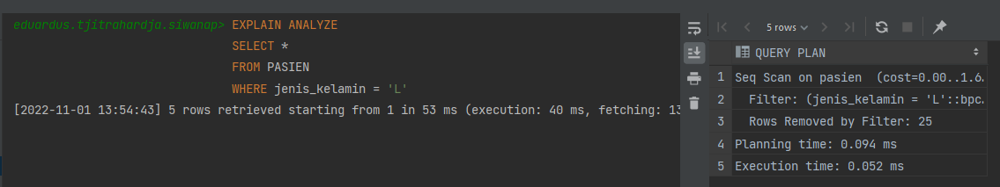 eduardus.tjitrahardja.siwanap> EXPLAIN ANALYZE
SELECT *
FROM PASIEN
WHERE jenis_kelamin = 'L'
[2022-11-01 13:54:43] 5 rows retrieved starting from 1 in 53 ms (execution: 40 ms, fetching: 13
5 rows
QUERY PLAN
1 Seq Scan on pasien (cost=0.00..1.6.
2 Filter: (jenis_kelamin = 'L'::bpc.
3 Rows Removed by Filter: 25
4 Planning time: 0.094 ms
5 Execution time: 0.052 ms